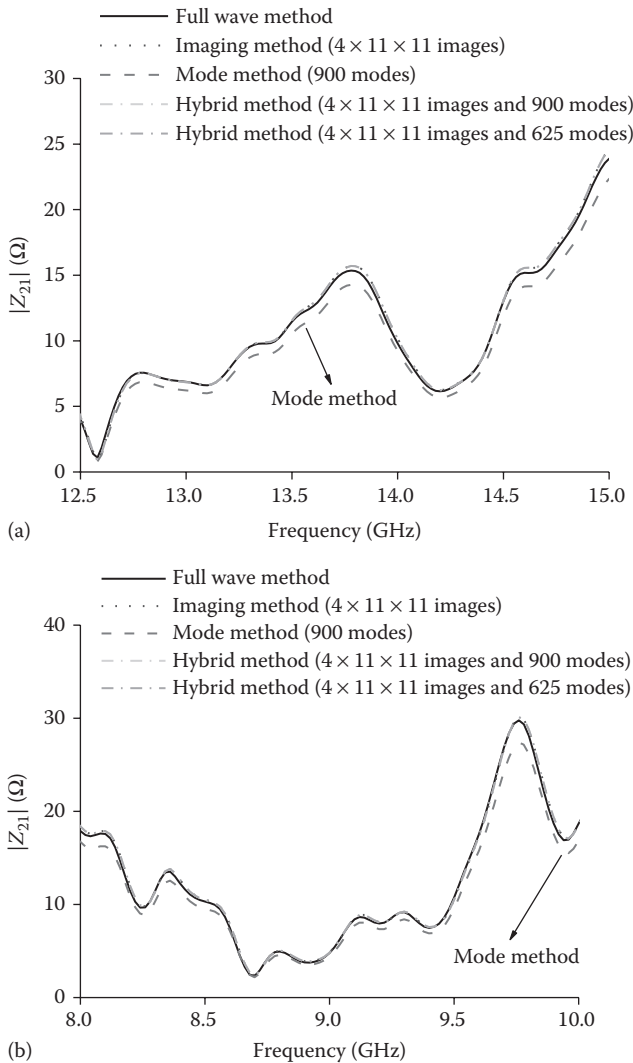 Full wave method
Imaging method (4 × 11 × 11 images)
Mode method (900 modes)
Hybrid method (4 × 11 × 11 images and 900 modes)
Hybrid method (4 × 11 × 11 images and 625 modes)
30
25
20
15
10
5
0
|Z21| (Ω)
Mode method
12.5 13.0 13.5 14.0 14.5 15.0
(a)
Frequency (GHz)
Full wave method
Imaging method (4 × 11 × 11 images)
Mode method (900 modes)
Hybrid method (4 × 11 × 11 images and 900 modes)
Hybrid method (4 × 11 × 11 images and 625 modes)
40
30
20
10
0
|Z21| (Ω)
Mode method
8.0 8.5 9.0 9.5 10.0
(b)
Frequency (GHz)